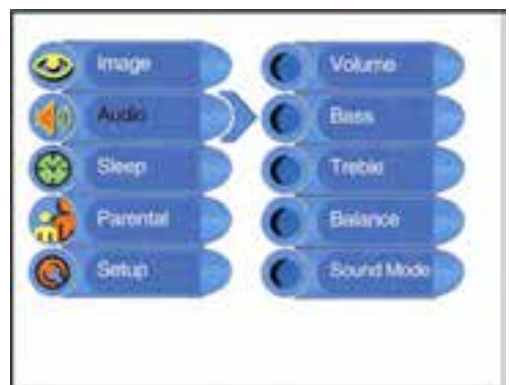 Image
Audio
Sleep
Parental
Setup
Volume
Bass
Treble
Balance
Sound Mode